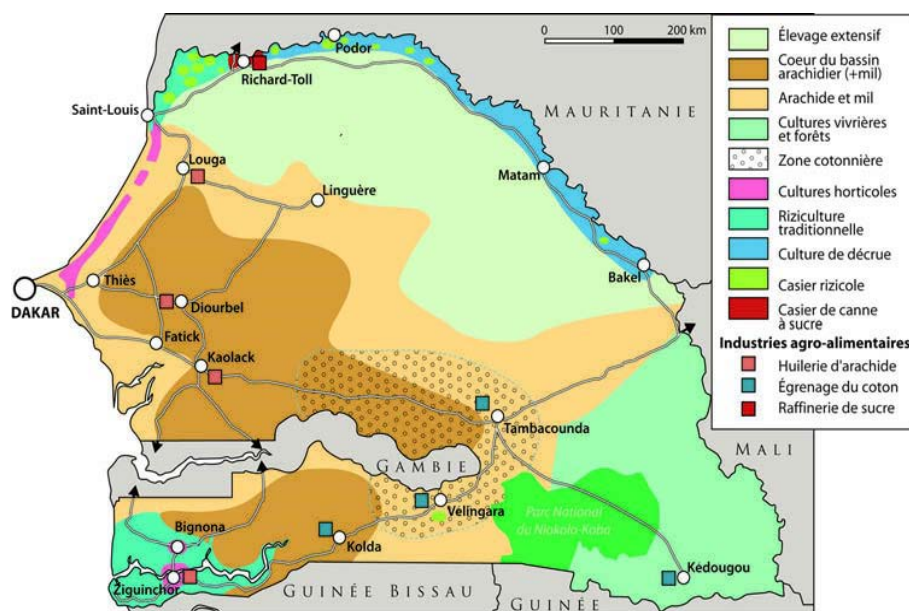 0
100
200 km
MAURITANIE
Podor
Richard-Toll
Saint-Louis
Louga
Linguère
Matam
Bakel
Thiès
DAKAR
Diourbel
Fatick
Kaolack
Tambacounda
GAMBIE
MALI
Velingara
Parc National
du Niokolo-Koba
Bignona
Kolda
Kédougou
Ziguinchor
GUINÉE BISSAU
GUINÉE
Élevage extensif
Coeur du bassin
arachidier (+mil)
Arachide et mil
Cultures vivrières
et forêts
Zone cotonnière
Cultures horticoles
Riziculture
traditionnelle
Culture de décrue
Casier rizicole
Casier de canne
à sucre
Industries agro-alimentaires
Huilerie d'arachide
Égrenage du coton
Raffinerie de sucre